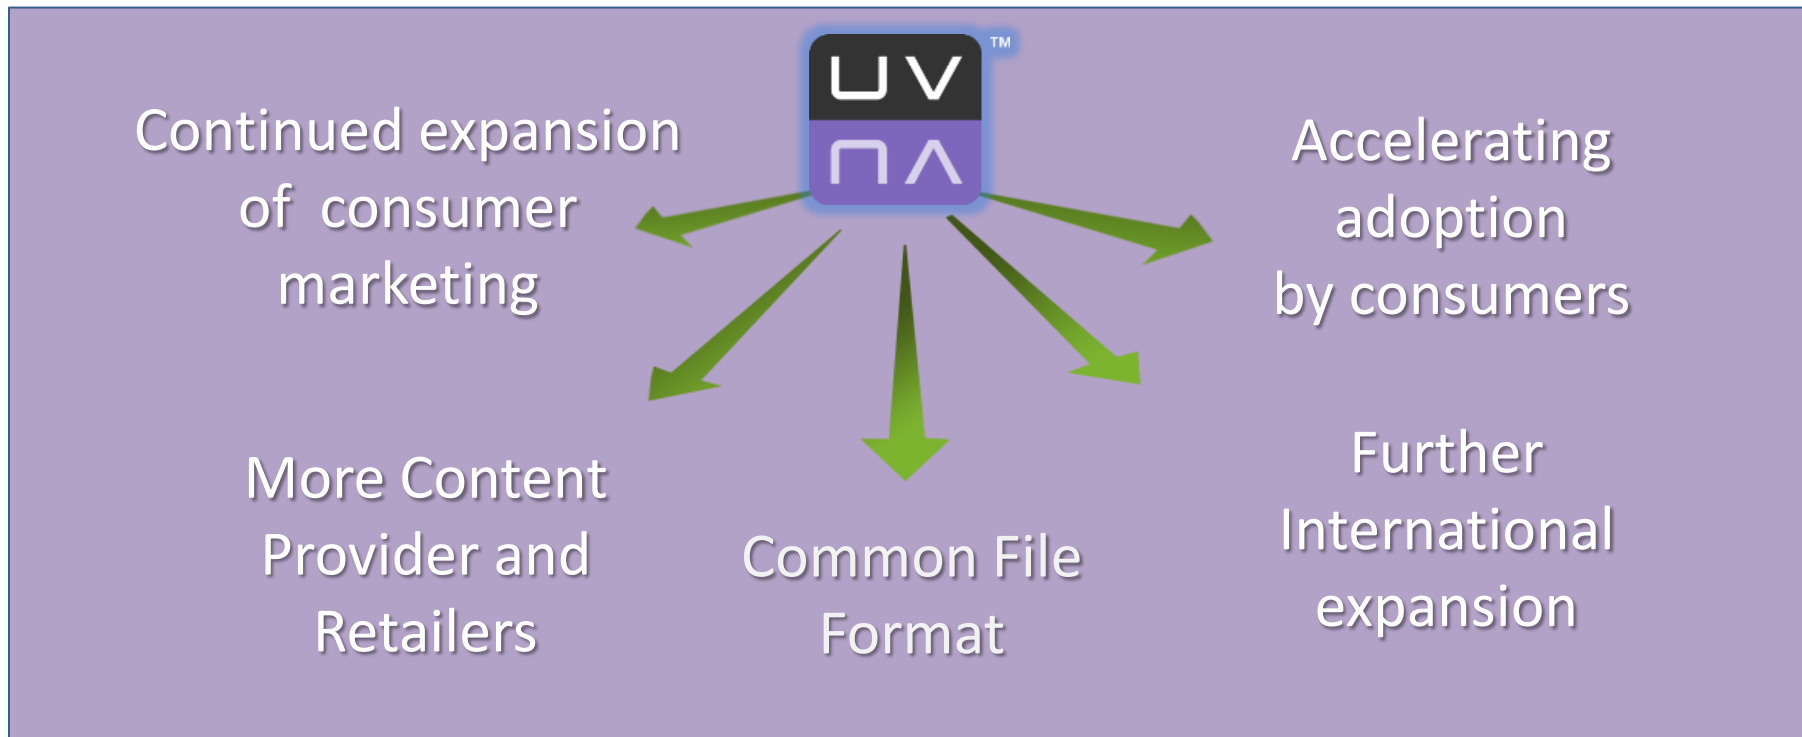 UV
TM
Continued expansion
of consumer
marketing
Accelerating
adoption
by consumers
More Content
Provider and
Retailers
Common File
Format
Further
International
expansion